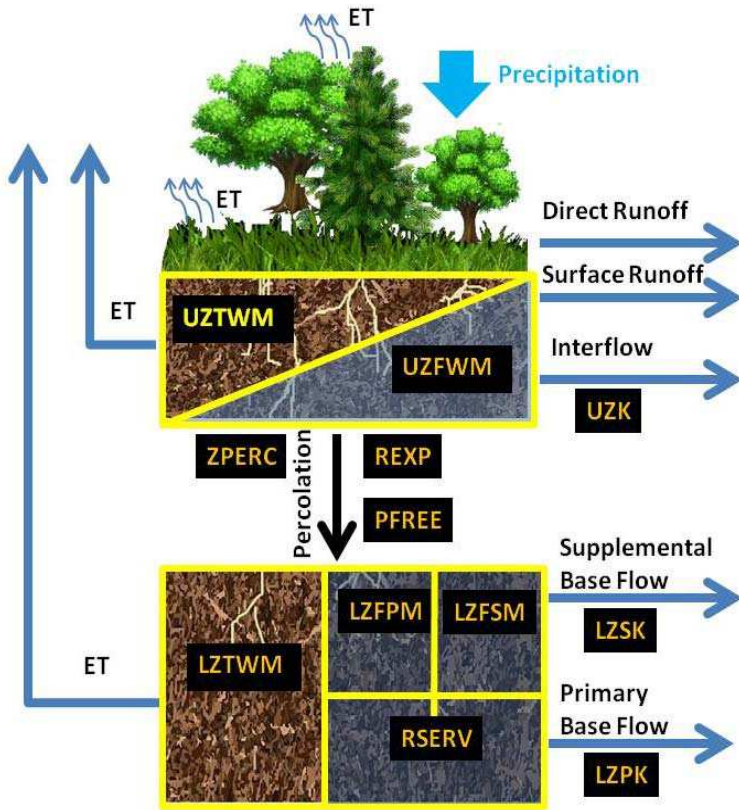 ET
Precipitation
ET
Direct Runoff
Surface Runoff
ET
UZTWM
UZFWM
Interflow
UZK
ZPERC
Percolation
REXP
PFREE
Supplemental
Base Flow
LZFPM
LZFSM
LZSK
ET
LZTWM
RSERV
Primary
Base Flow
LZPK